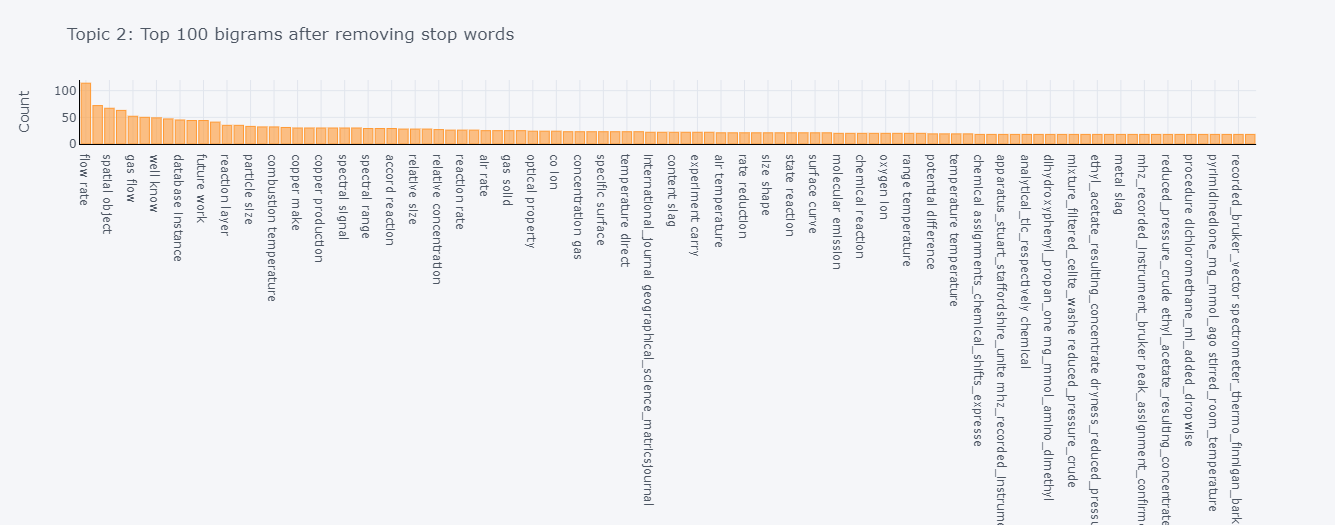 Topic 2: Top 100 bigrams after removing stop words
Count
100
50
0
flow rate
spatial object
gas flow
well know
database instance
future work
reaction layer
particle size
combustion temperature
copper make
copper production
spectral signal
spectral range
accord reaction
relative size
relative concentration
reaction rate
air rate
gas solid
optical property
co ion
concentration gas
specific surface
temperature direct
international_journal geographical_science_matricsjournal
content slag
experiment carry
air temperature
rate reduction
size shape
state reaction
surface curve
molecular emission
chemical reaction
oxygen ion
range temperature
potential difference
temperature temperature
chemical assignments_chemical_shifts_expresse
apparatus_stuart_staffordshire_unite mhz_recorded_instrume
analytical_tlc_respectively chemical
dihydroxyphenyl_propan_one mg_mmol_amino_dimethyl
mixture_filtered_celite_washe reduced_pressure_crude
ethyl_acetate_resulting_concentrate dryness_reduced_pressu
metal slag
mhz_recorded_instrument_bruker peak_assignment_confirme
reduced_pressure_crude ethyl_acetate_resulting_concentrate
procedure dichloromethane_ml_added_dropwise
pyrimidinedione_mg_mmol_ago stirred_room_temperature
recorded_bruker_vector spectrometer_thermo_finnigan_bark